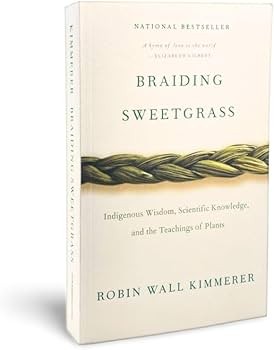 NATIONAL BESTSELLER
A hymn of love to the world
—ELIZABETH GILBERT
BRAIDING
SWEETGRASS
Indigenous Wisdom, Scientific Knowledge,
and the Teachings of Plants
ROBIN WALL KIMMERER
KIMMERER BRAIDING SWEETGRASS